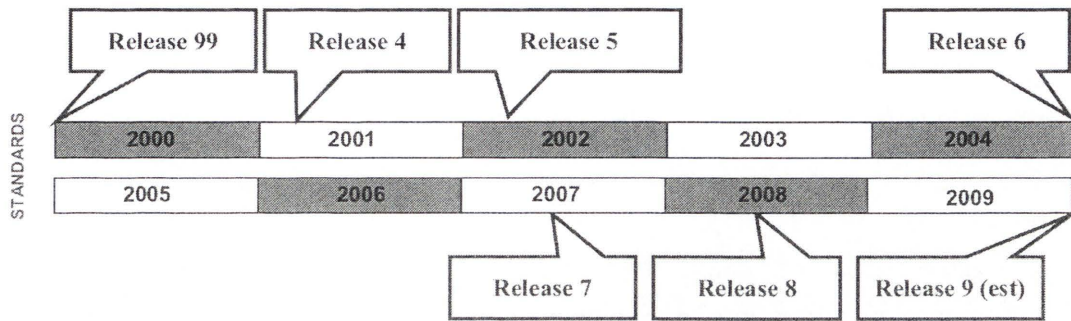 Release 99
Release 4
Release 5
Release 6
STANDARDS
2000
2001
2002
2003
2004
2005
2006
2007
2008
2009
Release 7
Release 8
Release 9 (est)